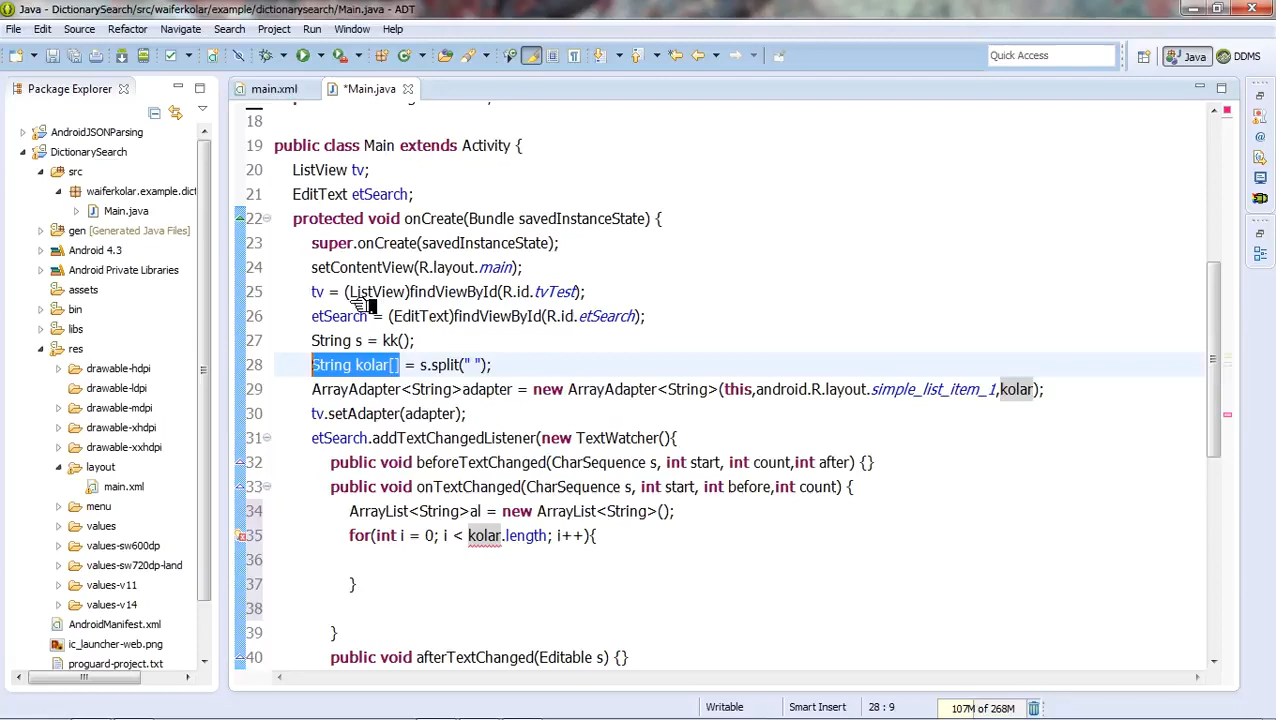 Java - DictionarySearch/src/waiferkolar/example/dictionarysearch/Main.java - ADT
File Edit Source Refactor Navigate Search Project Run Window Help
Quick Access
Java
DDMS
Package Explorer
main.xml
*Main.java
AndroidJSONParsing
DictionarySearch
src
waiferkolar.example.dict
Main.java
gen [Generated Java Files]
Android 4.3
Android Private Libraries
assets
bin
libs
res
drawable-hdpi
drawable-ldpi
drawable-mdpi
drawable-xhdpi
drawable-xxhdpi
layout
main.xml
menu
values
values-sw600dp
values-sw720dp-land
values-v11
values-v14
AndroidManifest.xml
ic_launcher-web.png
proguard-project.txt
18
19 public class Main extends Activity {
20 ListView tv;
21 EditText etSearch;
22 protected void onCreate(Bundle savedInstanceState) {
23 super.onCreate(savedInstanceState);
24 setContentView(R.layout.main);
25 tv = (ListView)findViewById(R.id.tvTest);
26 etSearch = (EditText)findViewById(R.id.etSearch);
27 String s = kk();
28 String kolar[] = s.split(" ");
29 ArrayAdapter<String>adapter = new ArrayAdapter<String>(this,android.R.layout.simple_list_item_1,kolar);
30 tv.setAdapter(adapter);
31 etSearch.addTextChangedListener(new TextWatcher(){
32 public void beforeTextChanged(CharSequence s, int start, int count,int after) {}
33 public void onTextChanged(CharSequence s, int start, int before,int count) {
34 ArrayList<String>al = new ArrayList<String>();
35 for(int i = 0; i < kolar.length; i++){
36
37 }
38
39 }
40 public void afterTextChanged(Editable s) {}
Writable
Smart Insert
28 : 9
107M of 268M